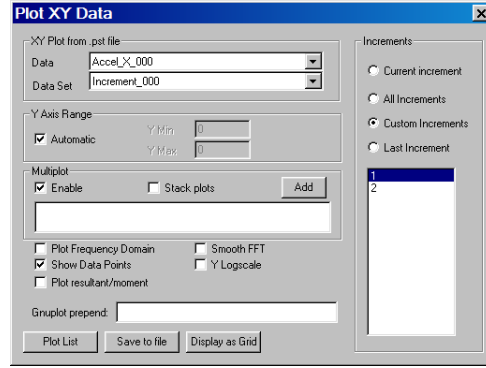 Plot XY Data
XY Plot from .pst file
Data Accel_X_000
Data Set Increment_000
Y Axis Range
Automatic
Y Min 0
Y Max 0
Multiplot
Enable Stack plots Add
Plot Frequency Domain Smooth FFT
Show Data Points Y Logscale
Plot resultant/moment
Gnuplot prepend:
Plot List Save to file Display as Grid
Increments
Current increment
All Increments
Custom Increments
Last Increment
1
2